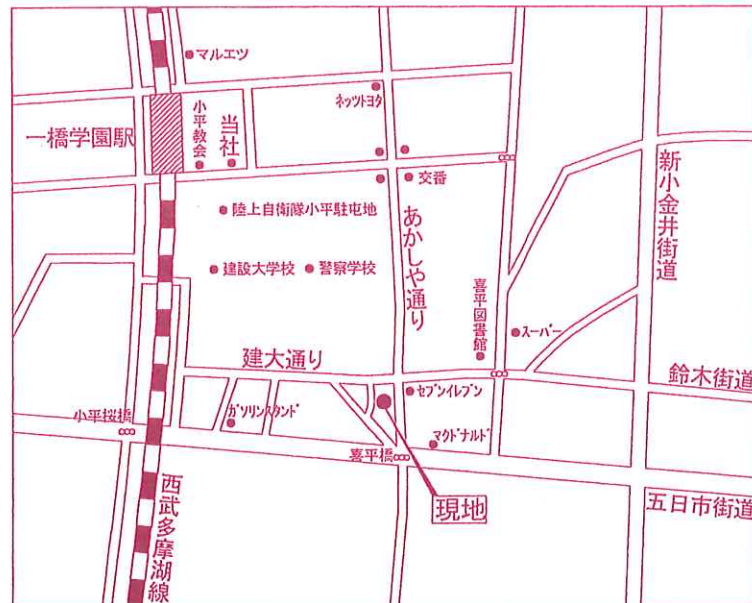 マルエツ
ネッツトヨタ
一橋学園駅
小平教会
当社
交番
新小金井街道
陸上自衛隊小平駐屯地
あかしや通り
建設大学校
警察学校
喜平図書館
スーパー
建大通り
鈴木街道
セブンイレブン
ガソリンスタンド
小平桜橋
マクドナルド
喜平橋
西武多摩湖線
現地
五日市街道